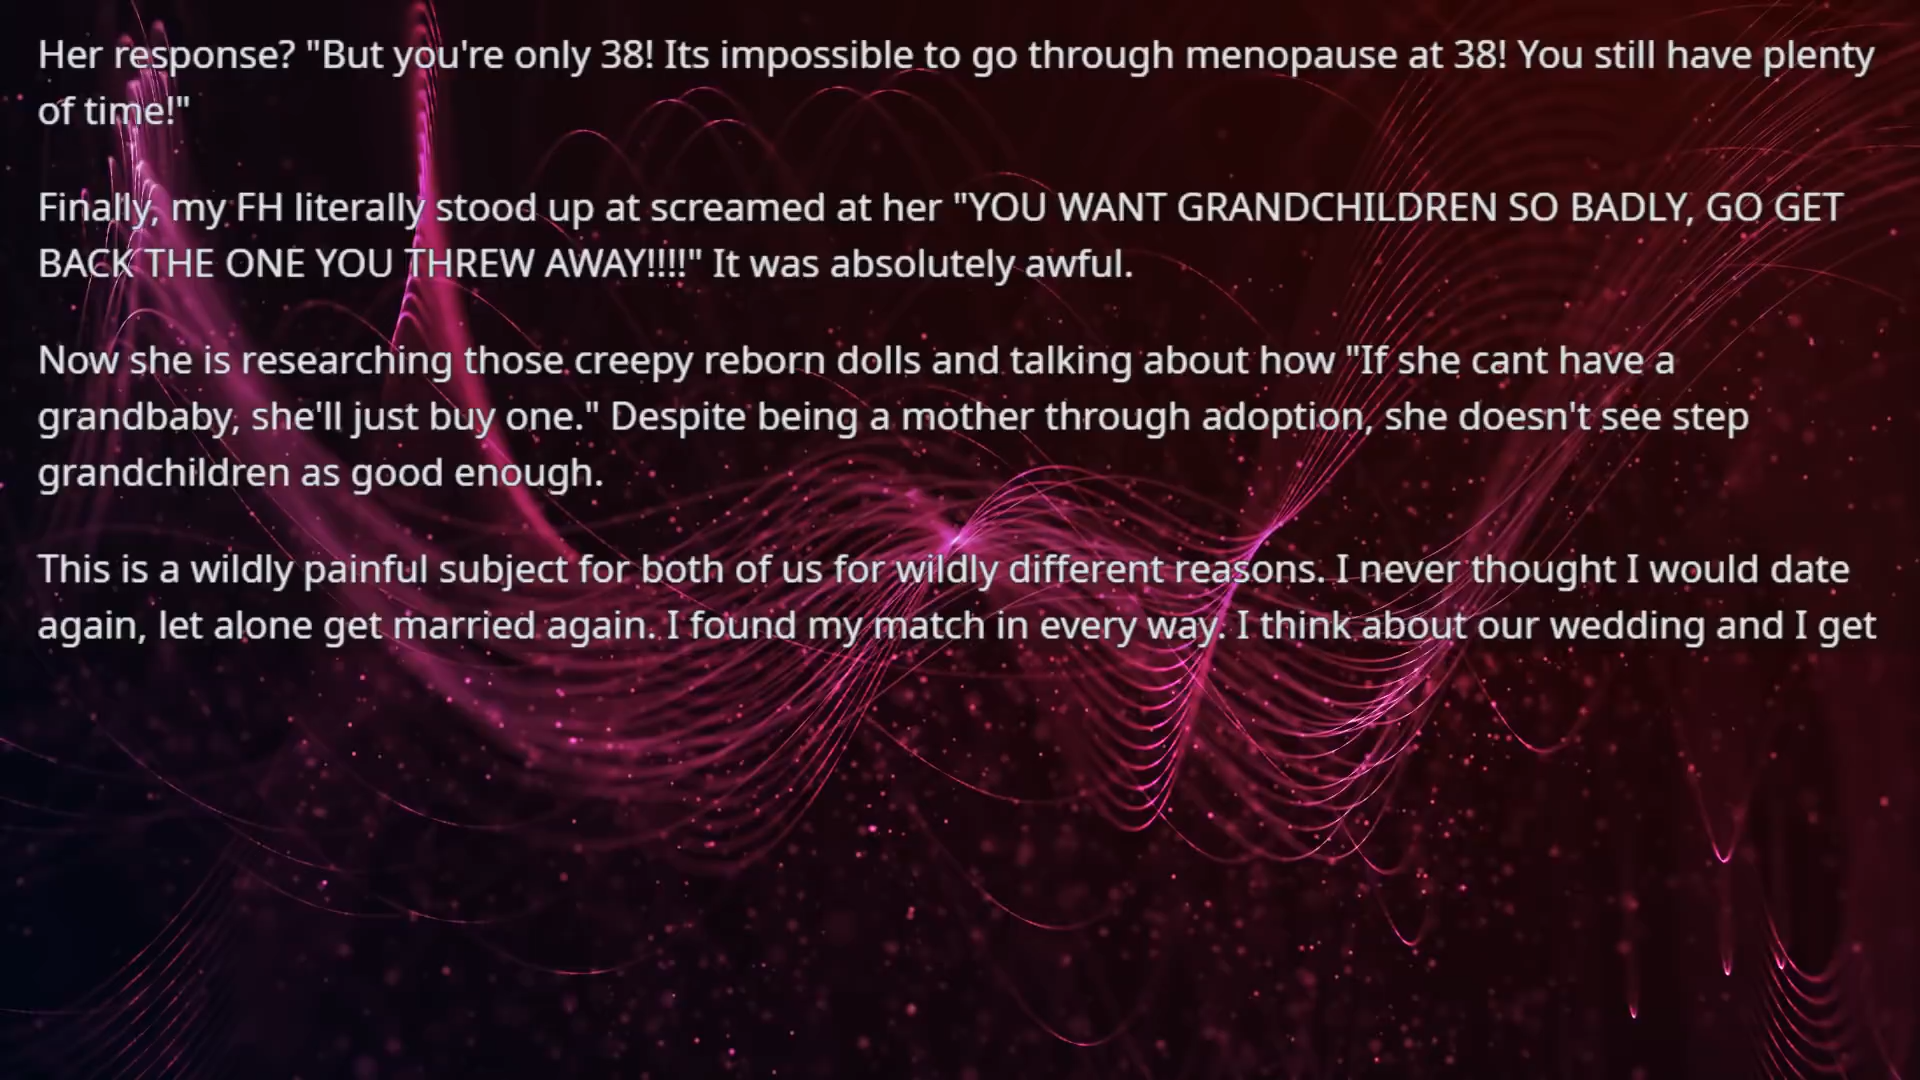 Her response? "But you're only 38! Its impossible to go through menopause at 38! You still have plenty
of time!"
Finally, my FH literally stood up at screamed at her "YOU WANT GRANDCHILDREN SO BADLY, GO GET
BACK THE ONE YOU THREW AWAY!!!!" It was absolutely awful.
Now she is researching those creepy reborn dolls and talking about how "If she cant have a
grandbaby, she'll just buy one." Despite being a mother through adoption, she doesn't see step
grandchildren as good enough.
This is a wildly painful subject for both of us for wildly different reasons. I never thought I would date
again, let alone get married again. I found my match in every way. I think about our wedding and I get